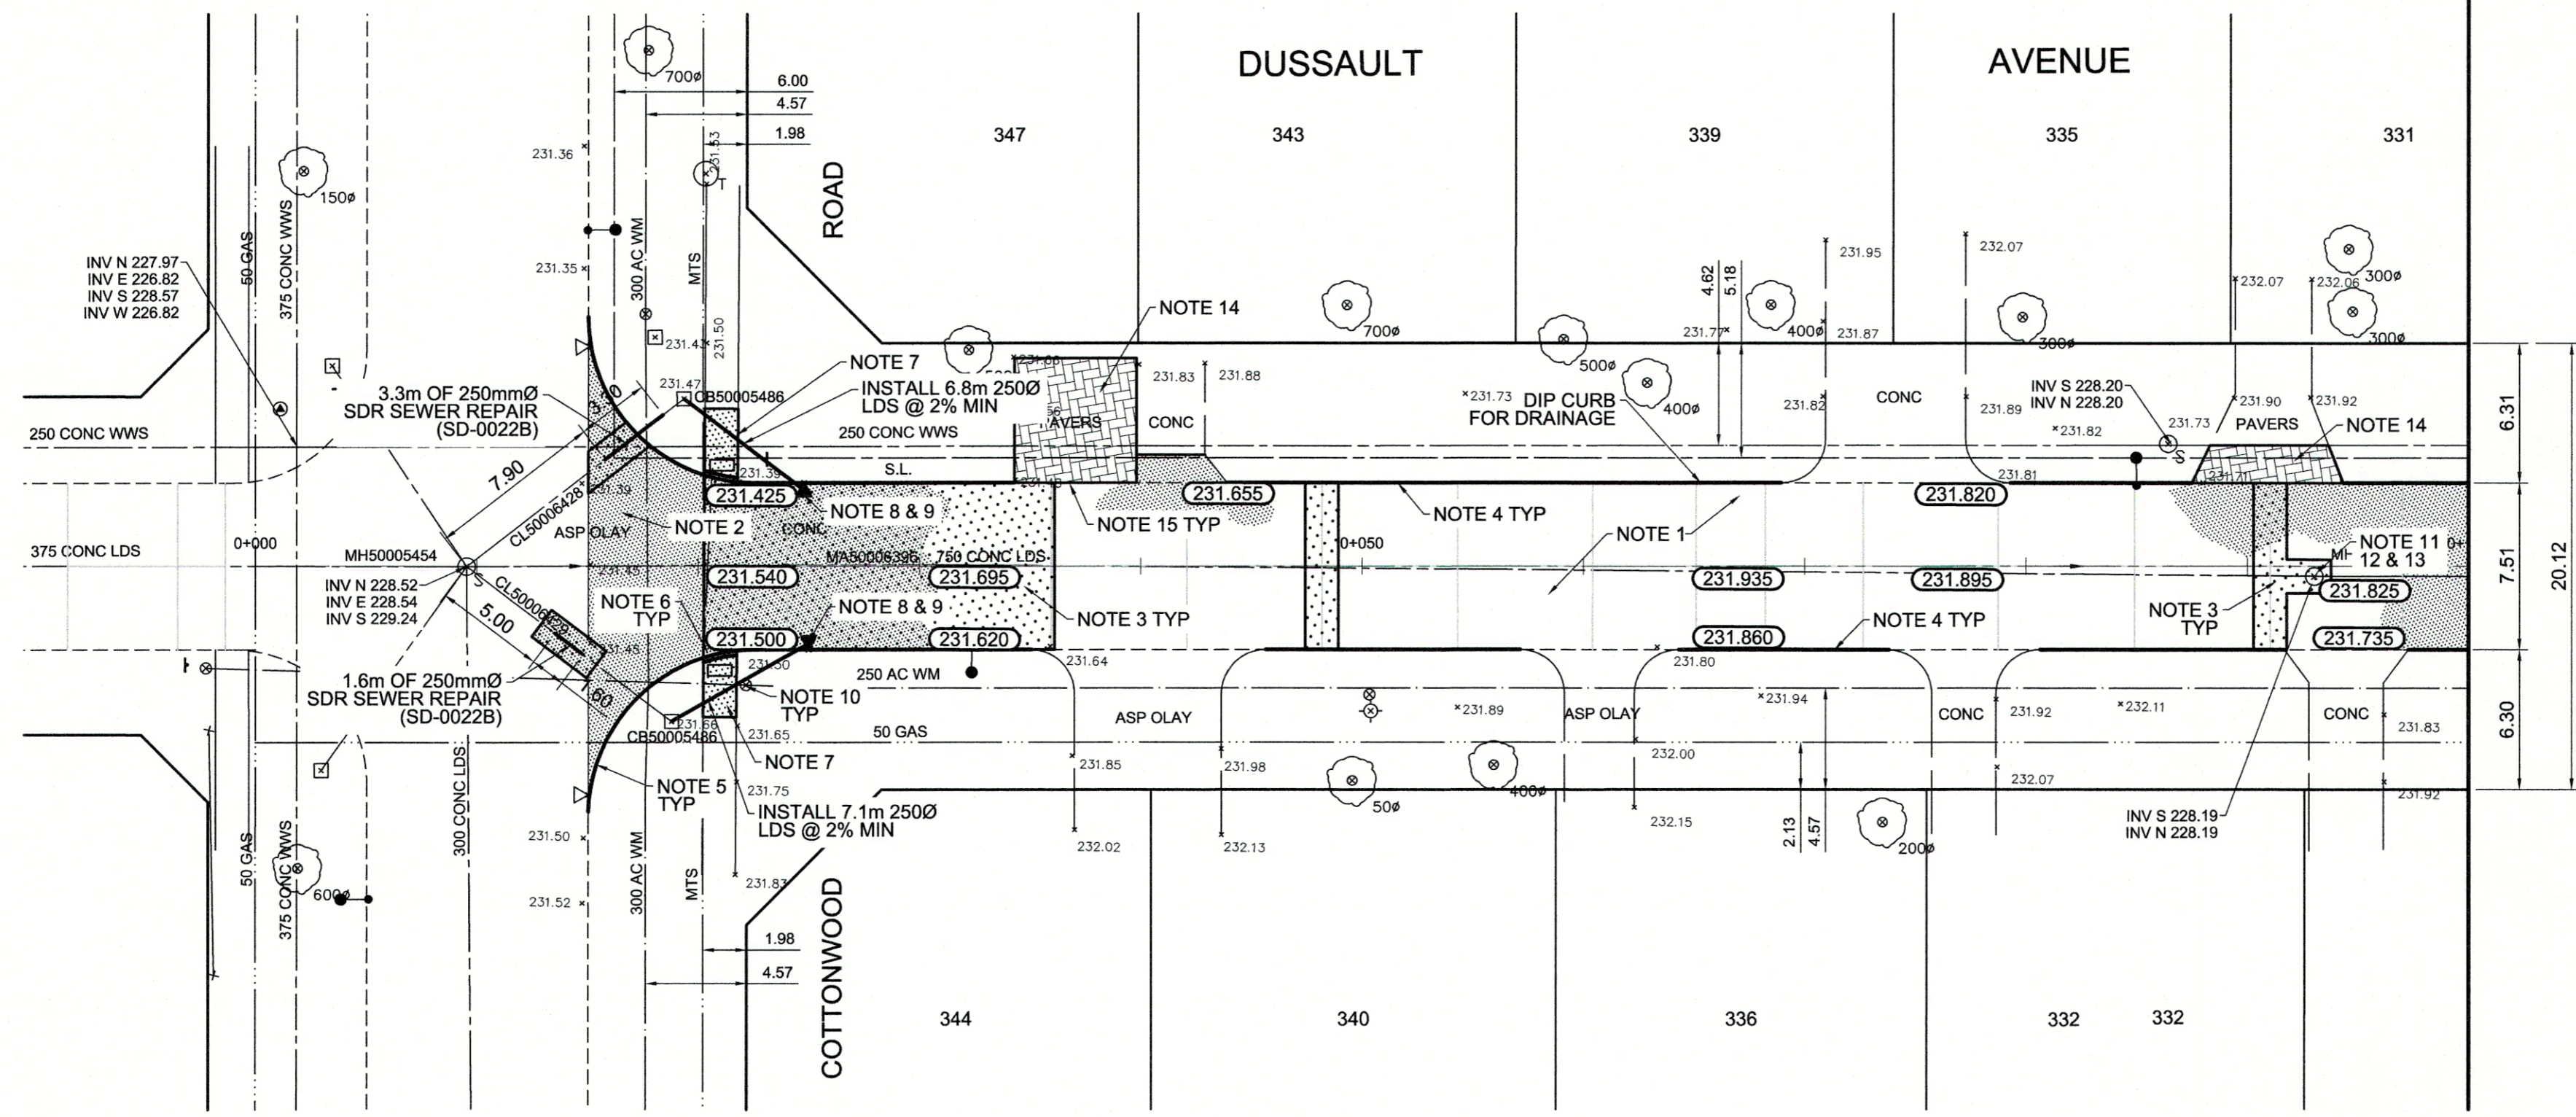 DUSSAULT
AVENUE
700ø
6.00
4.57
1.98
231.53
T
347
343
339
335
331
231.36
150ø
ROAD
231.35
50 GAS
375 CONC WWS
300 AC WM
MTS
INV N 227.97
INV E 226.82
INV S 228.57
INV W 226.82
231.50
NOTE 14
700ø
4.62
5.18
231.77
400ø
231.95
231.87
232.07
300ø
232.07
232.06
300ø
300ø
NOTE 7
231.47
CB50005486
INSTALL 6.8m 250Ø
LDS @ 2% MIN
3.3m OF 250mmØ
SDR SEWER REPAIR
(SD-0022B)
231.83
231.88
500ø
400ø
231.73
DIP CURB
FOR DRAINAGE
231.82
CONC
231.89
231.82
INV S 228.20
INV N 228.20
231.73
231.90
231.92
PAVERS
NOTE 14
6.31
250 CONC WWS
250 CONC WWS
CONC
S.L.
S
7.90
231.39
231.39
231.425
NOTE 8 & 9
231.655
NOTE 15 TYP
NOTE 4 TYP
231.81
231.820
NOTE 2
CONC
CL50006428
ASP OLAY
NOTE 1
375 CONC LDS
0+000
MH50005454
MA50006396
750 CONC LDS
0+050
NOTE 11
12 & 13
7.51
20.12
S
INV N 228.52
INV E 228.54
INV S 229.24
231.45
231.540
231.695
231.935
231.895
231.825
CL50006429
5.00
NOTE 6
TYP
NOTE 8 & 9
NOTE 3 TYP
NOTE 4 TYP
NOTE 3
TYP
231.500
231.620
231.860
231.735
231.45
231.50
231.64
231.80
1.6m OF 250mmØ
SDR SEWER REPAIR
(SD-0022B)
1.60
NOTE 10
TYP
250 AC WM
231.94
6.30
231.66
CB50005486
231.65
50 GAS
ASP OLAY
231.89
ASP OLAY
CONC
231.92
232.11
CONC
231.83
NOTE 7
NOTE 5
TYP
231.75
231.85
231.98
232.00
232.07
231.92
INSTALL 7.1m 250Ø
LDS @ 2% MIN
50ø
400ø
232.15
2.13
4.57
200ø
INV S 228.19
INV N 228.19
231.50
232.02
232.13
50 GAS
375 CONC WWS
600ø
300 CONC LDS
300 AC WM
MTS
231.83
231.52
COTTONWOOD
1.98
4.57
344
340
336
332
332